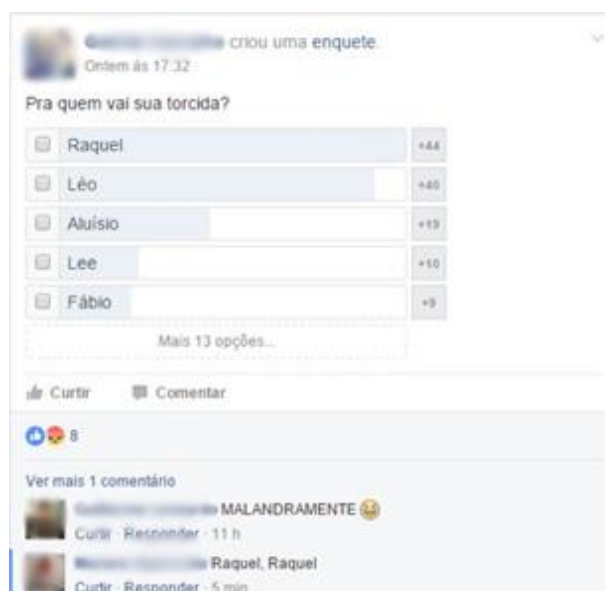 criou uma enquete.
Ontem às 17:32
Pra quem vai sua torcida?
Raquel +44
Léo +40
Aluísio +19
Lee +10
Fábio +9
Mais 13 opções...
Curtir Comentar
8
Ver mais 1 comentário
MALANDRAMENTE
Curtir · Responder · 11 h
Raquel, Raquel
Curtir · Responder · 5 min